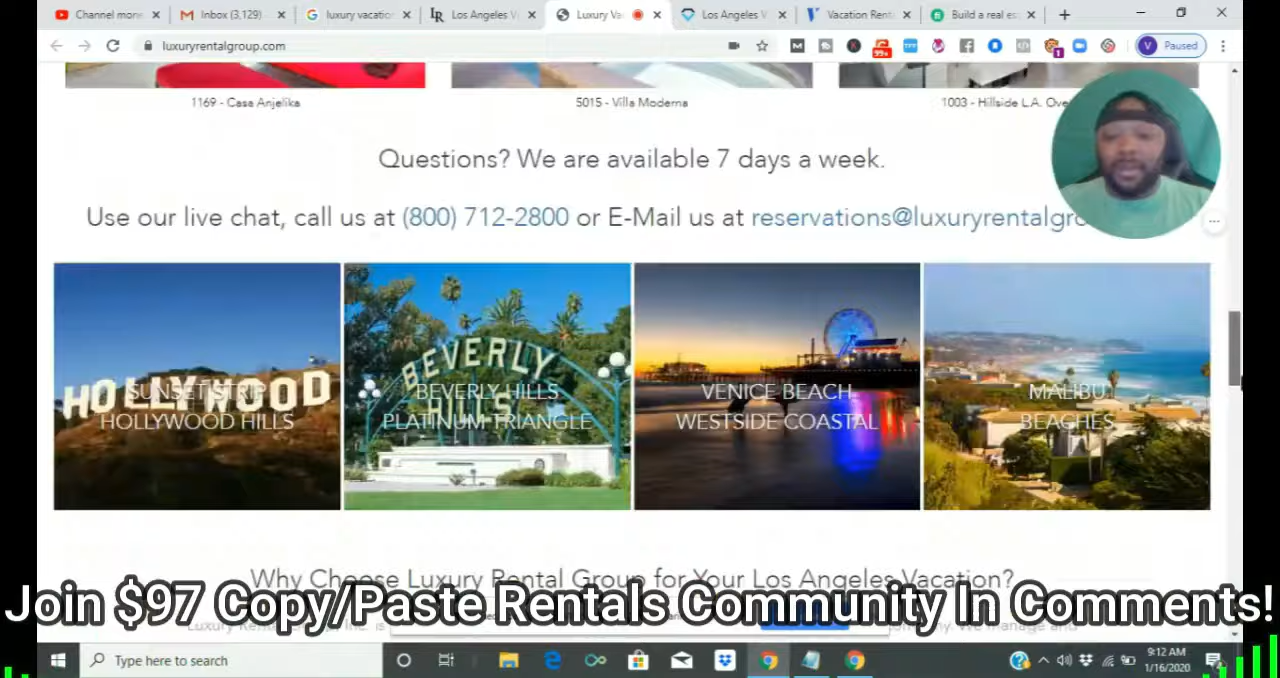 Channel mone
Inbox (3,129)
luxury vacatio
Los Angeles V
Luxury Va
Los Angeles V
Vacation Rent
Build a real es
luxuryrentalgroup.com
Paused
1169 - Casa Anjelika
5015 - Villa Moderna
1003 - Hillside L.A. Ove
Questions? We are available 7 days a week.
Use our live chat, call us at (800) 712-2800 or E-Mail us at reservations@luxuryrentalgro
HOLLYWOOD
SUNSET STRIP
HOLLYWOOD HILLS
BEVERLY
HILLS
BEVERLY HILLS
PLATINUM TRIANGLE
VENICE BEACH
WESTSIDE COASTAL
MALIBU
BEACHES
Why Choose Luxury Rental Group for Your Los Angeles Vacation?
Join $97 Copy/Paste Rentals Community In Comments!
Type here to search
9:12 AM
1/16/2020